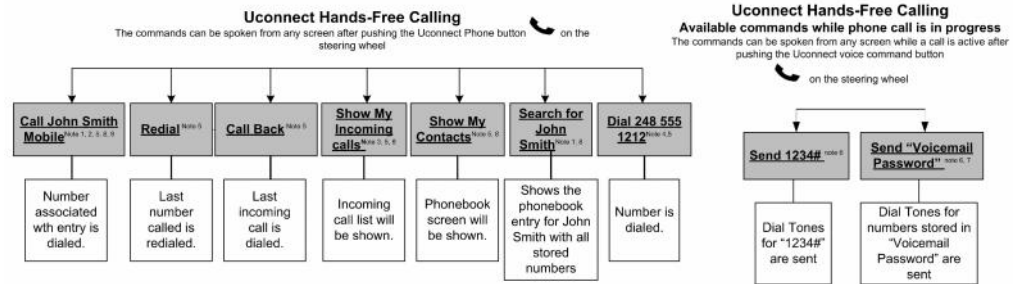 Uconnect Hands-Free Calling
The commands can be spoken from any screen after pushing the Uconnect Phone button on the
steering wheel
Call John Smith
Mobile Note 1, 2, 5, 8, 9
Redial Note 5
Call Back Note 5
Show My
Incoming
calls Note 3, 5, 8
Show My
Contacts Note 5, 8
Search for
John
Smith Note 1, 8
Dial 248 555
1212 Note 4,5
Number
associated
wth entry is
dialed.
Last
number
called is
redialed.
Last
incoming
call is
dialed.
Incoming
call list will
be shown.
Phonebook
screen will
be shown.
Shows the
phonebook
entry for John
Smith with all
stored
numbers
Number is
dialed.
Uconnect Hands-Free Calling
Available commands while phone call is in progress
The commands can be spoken from any screen while a call is active after
pushing the Uconnect voice command button
on the steering wheel
Send 1234# note 6
Send “Voicemail
Password” note 6, 7
Dial Tones
for “1234#”
are sent
Dial Tones for
numbers stored in
“Voicemail
Password” are
sent